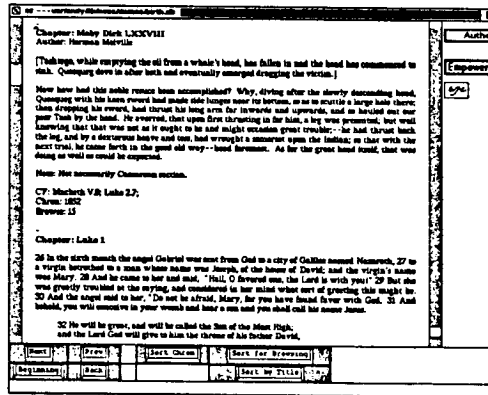 Chapter: Moby Dick LXXVIII
Author: Herman Melville
[Tashtego, while emptying the oil from a whale's head, has fallen in and the head has commenced to
sink. Queequeg dove in after both and eventually emerged dragging the victim.]
Now how had this noble rescue been accomplished? Why, diving after the slowly descending head,
Queequeg with his keen sword had made side lunges near its bottom, so as to scuttle a large hole there;
then dropping his sword, had thrust his long arm far inwards and upwards, and so hauled out our
poor Tash by the head. He averred, that upon first thrusting in for him, a leg was presented; but well
knowing that that was not as it ought to be and might occasion great trouble;--he had thrust back
the leg, and by a dexterous heave and toss, had wrought a somerset upon the Indian; so that with the
next trial, he came forth in the good old way--head foremost. As for the great head itself, that was
doing as well as could be expected.
Note: Not necessarily Caesarean section.
CF: Macbeth V.8; Luke 2.7;
Chron: 1852
Browse: 15
Chapter: Luke 1
26 In the sixth month the angel Gabriel was sent from God to a city of Galilee named Nazareth, 27 to
a virgin betrothed to a man whose name was Joseph, of the house of David; and the virgin's name
was Mary. 28 And he came to her and said, "Hail, O favored one, the Lord is with you!" 29 But she
was greatly troubled at the saying, and considered in her mind what sort of greeting this might be.
30 And the angel said to her, "Do not be afraid, Mary, for you have found favor with God. 31 And
behold, you will conceive in your womb and bear a son and you shall call his name Jesus.
32 He will be great, and will be called the Son of the Most High;
and the Lord God will give to him the throne of his father David,
Next Prev Sort Chron Sort for Browsing
Beginning Back Sort by Title
Autho
Empower